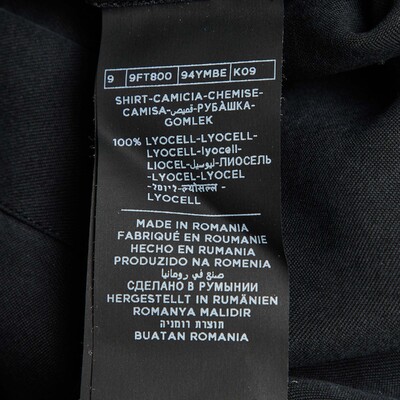 9 9FT800 94YMBE K09
SHIRT-CAMICIA-CHEMISE-
CAMISA-قميص-РУБАШКА-
GOMLEK
100% LYOCELL-LYOCELL-
LYOCELL-lyocell-
LIOCEL-ليوسيل-ЛИОСЕЛЬ
-LYOCEL-LYOCELL
-ליוסל-ल्योसल्ल-
LYOCELL
MADE IN ROMANIA
FABRIQUÉ EN ROUMANIE
HECHO EN RUMANIA
PRODUZIDO NA ROMENIA
صنع في رومانيا
СДЕЛАНО В РУМЫНИИ
HERGESTELLT IN RUMÄNIEN
ROMANYA MALIDIR
תוצרת רומניה
BUATAN ROMANIA